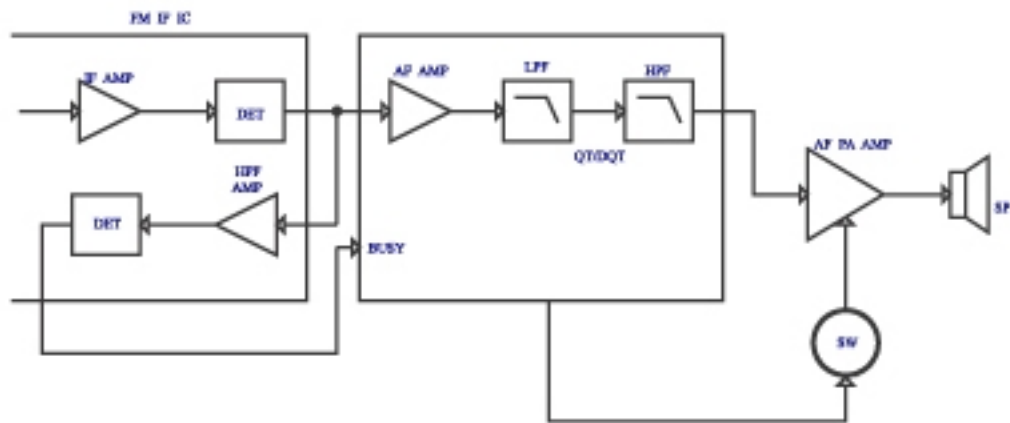 FM IF IC
IF AMP
DET
AF AMP
LPF
HPF
QT/DQT
AF PA AMP
SP
HPF
AMP
DET
BUSY
SW